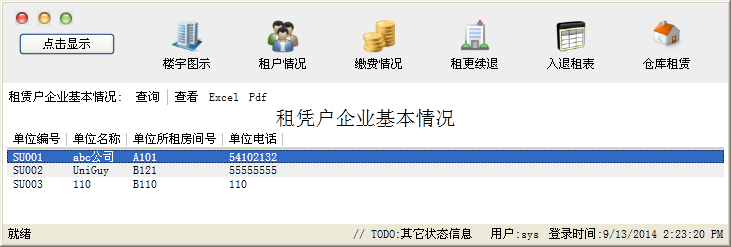 点击显示
楼宇图示 租户情况 缴费情况 租更续退 入退租表 仓库租赁
租赁户企业基本情况: 查询 查看 Excel Pdf
租凭户企业基本情况
单位编号 单位名称 单位所租房间号 单位电话
SU001 abc公司 A101 54102132
SU002 UniGuy B121 55555555
SU003 110 B110 110
就绪 // TODO:其它状态信息 用户:sys 登录时间:9/13/2014 2:23:20 PM